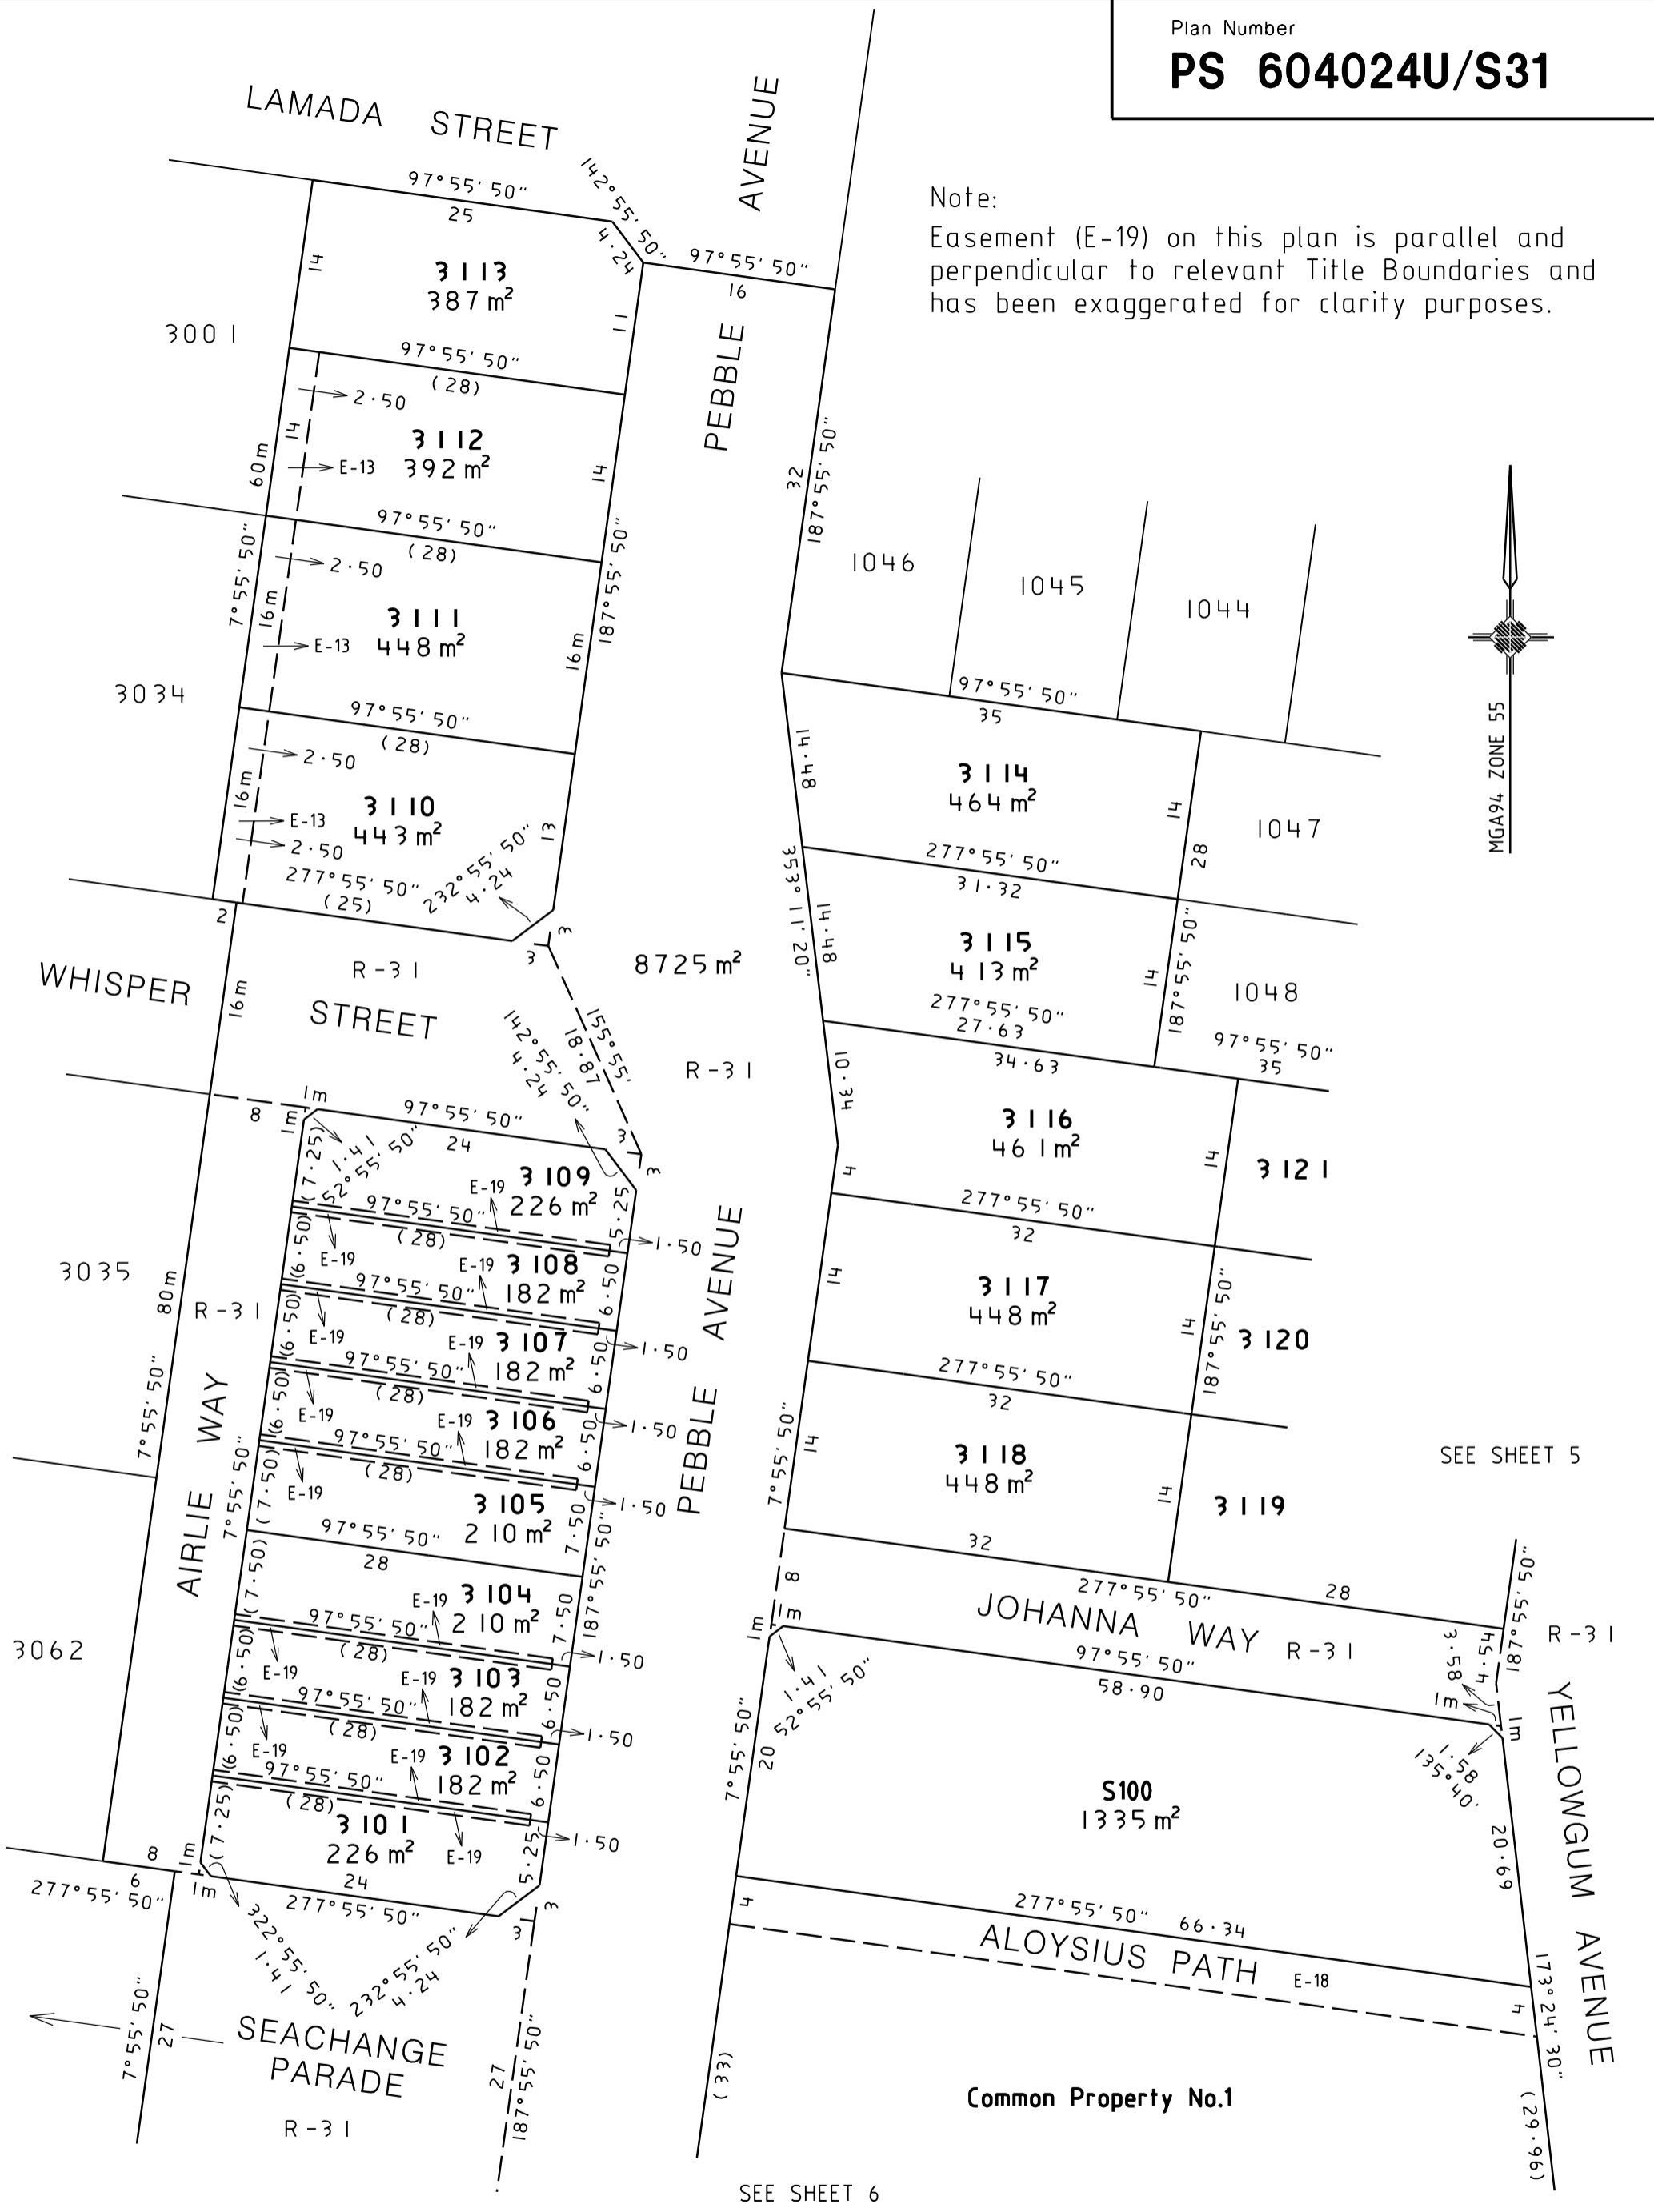 Plan Number
PS 604024U/S31
LAMADA STREET
PEBBLE AVENUE
Note:
Easement (E-19) on this plan is parallel and
perpendicular to relevant Title Boundaries and
has been exaggerated for clarity purposes.
97°55'50"
25
142°55'50"
4·24
97°55'50"
16
14
3113
387 m²
11
3001
97°55'50"
(28)
2·50
14
3112
E-13
392 m²
14
60m
32
187°55'50"
97°55'50"
(28)
7°55'50"
2·50
16m
3111
E-13
448 m²
16m
187°55'50"
1046
1045
1044
MGA94 ZONE 55
3034
97°55'50"
(28)
2·50
16m
3110
E-13
443 m²
2·50
13
277°55'50"
(25)
232°55'50"
4·24
2
3
3
97°55'50"
35
14·48
3114
464 m²
14
1047
28
277°55'50"
31·32
353°11'20"
14·48
3115
413 m²
14
187°55'50"
1048
277°55'50"
27·63
34·63
97°55'50"
35
WHISPER STREET
R-31
16m
8725 m²
R-31
155°55'
18·87
142°55'50"
4·24
3
3
10·34
3116
461 m²
14
3121
4
277°55'50"
32
14
3117
448 m²
14
187°55'50"
3120
277°55'50"
32
7°55'50"
14
3118
448 m²
14
3119
SEE SHEET 5
32
277°55'50"
28
8
1m
1m
97°55'50"
24
1·41
52°55'50"
(7·25)
3109
E-19
226 m²
5·25
97°55'50"
(28)
1·50
E-19
(6·50)
3108
E-19
182 m²
6·50
97°55'50"
(28)
1·50
E-19
(6·50)
3107
E-19
182 m²
6·50
97°55'50"
(28)
1·50
E-19
(6·50)
3106
E-19
182 m²
6·50
97°55'50"
(28)
1·50
E-19
(7·50)
3105
210 m²
7·50
97°55'50"
28
187°55'50"
(7·50)
3104
E-19
210 m²
7·50
97°55'50"
(28)
1·50
E-19
(6·50)
3103
E-19
182 m²
6·50
97°55'50"
(28)
1·50
E-19
(6·50)
3102
E-19
182 m²
6·50
97°55'50"
(28)
1·50
(7·25)
3101
226 m²
E-19
5·25
24
277°55'50"
3035
80m
R-31
7°55'50"
7°55'50"
AIRLIE WAY
PEBBLE AVENUE
3062
8
1m
6
1m
277°55'50"
322°55'50"
1·41
232°55'50"
4·24
3
3
7°55'50"
27
SEACHANGE
PARADE
R-31
27
187°55'50"
8
1m
1m
JOHANNA WAY
R-31
97°55'50"
58·90
1·41
52°55'50"
7°55'50"
20
S100
1335 m²
187°55'50"
R-31
3·58
4·54
1m
1m
1·58
135°40'
20·69
YELLOWGUM AVENUE
277°55'50" 66·34
4
ALOYSIUS PATH
E-18
4
173°24'30"
(33)
Common Property No.1
(29·96)
SEE SHEET 6